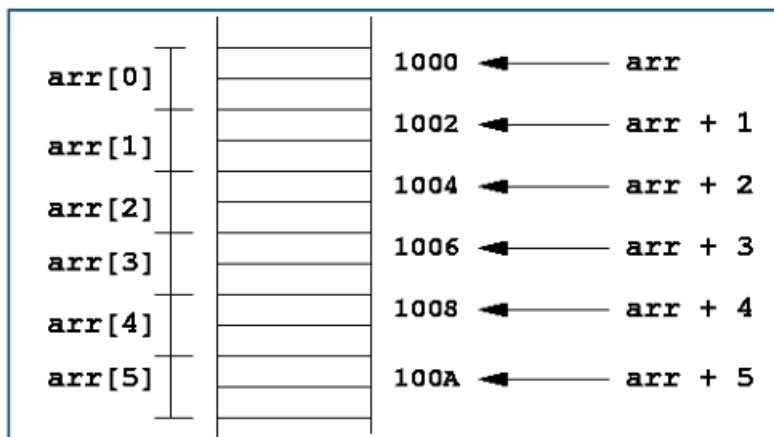 arr[0] 1000 arr
arr[1] 1002 arr + 1
arr[2] 1004 arr + 2
arr[3] 1006 arr + 3
arr[4] 1008 arr + 4
arr[5] 100A arr + 5